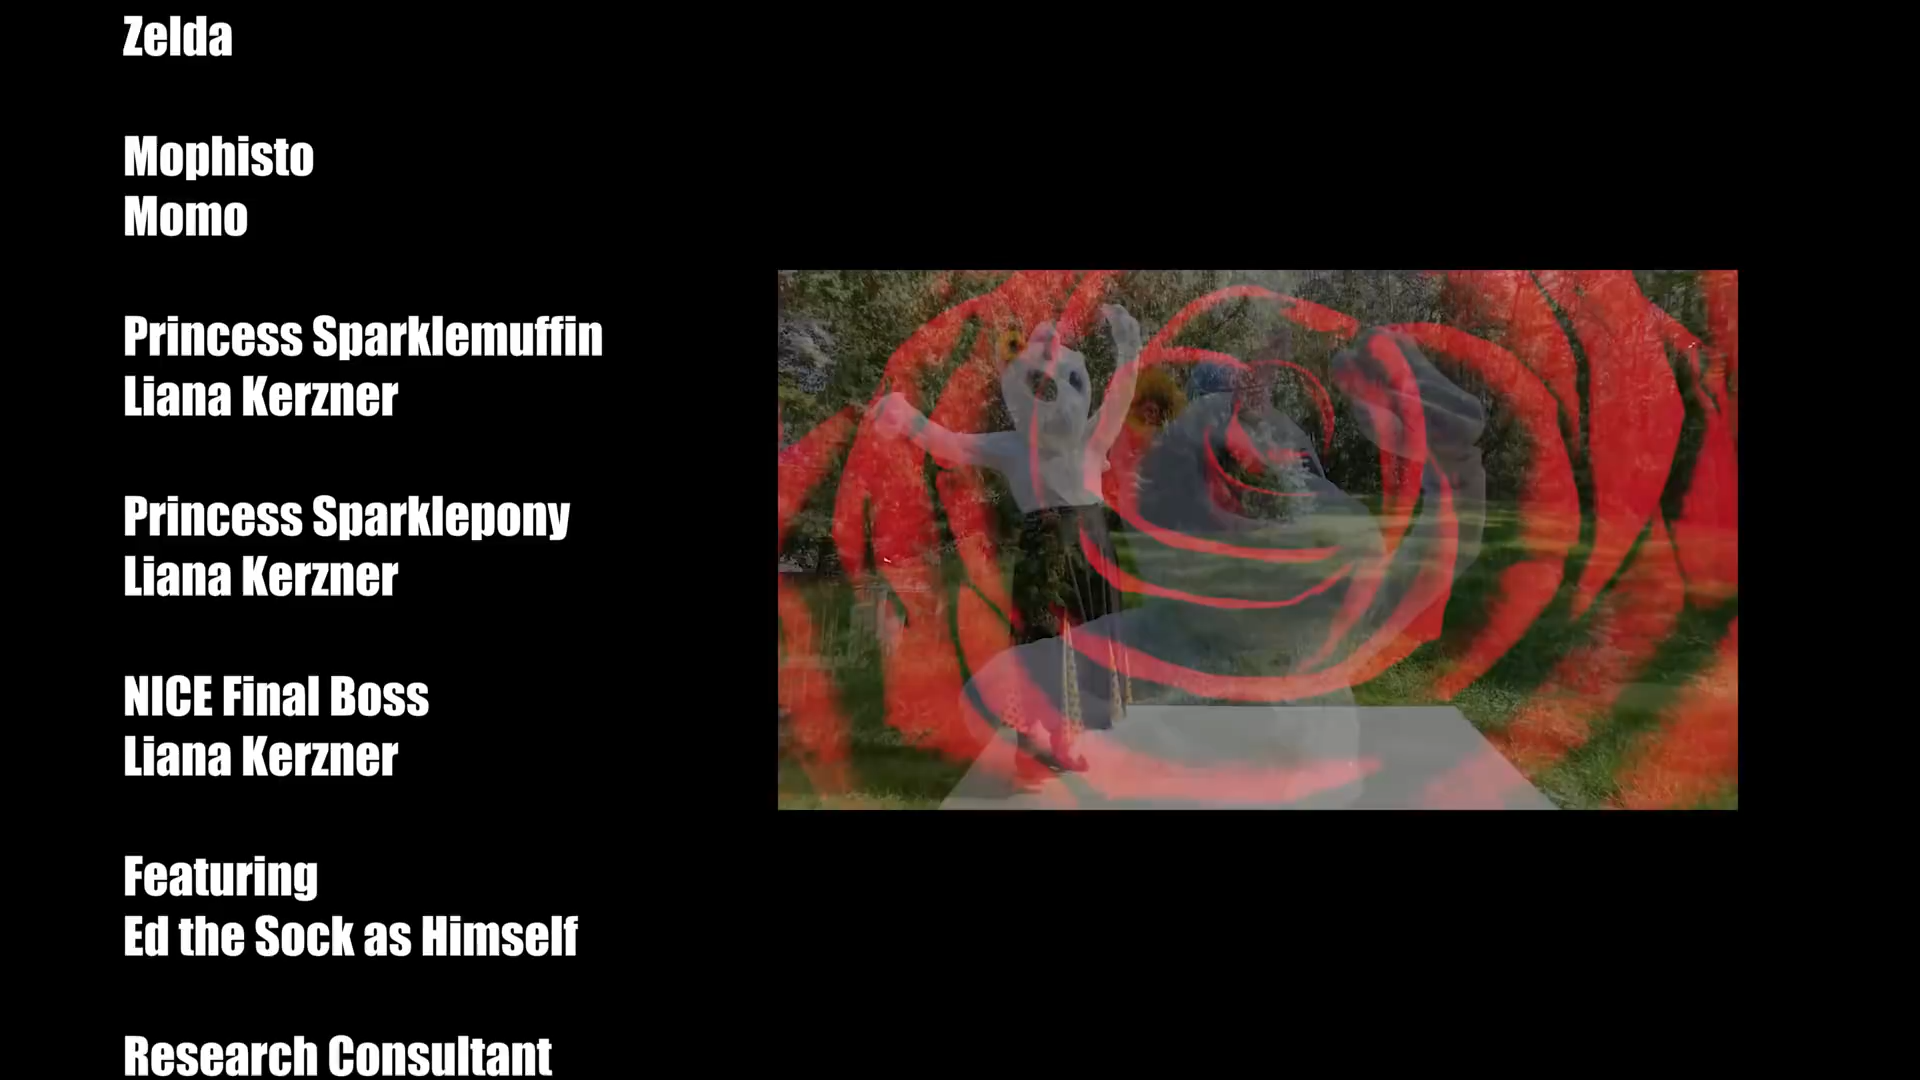 Zelda
Mophisto
Momo
Princess Sparklemuffin
Liana Kerzner
Princess Sparklepony
Liana Kerzner
NICE Final Boss
Liana Kerzner
Featuring
Ed the Sock as Himself
Research Consultant